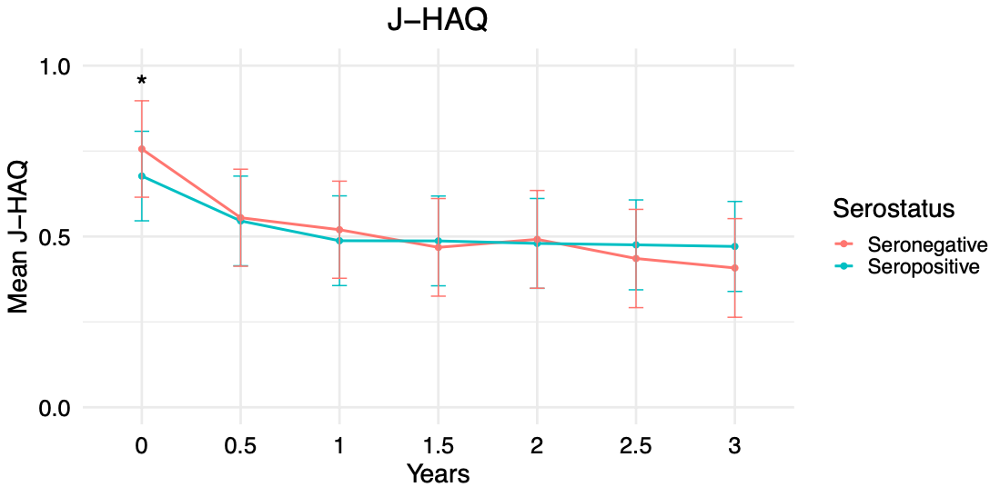 J−HAQ
*
1.0
0.5
0.0
Mean J−HAQ
0 0.5 1 1.5 2 2.5 3
Years
Serostatus
Seronegative
Seropositive